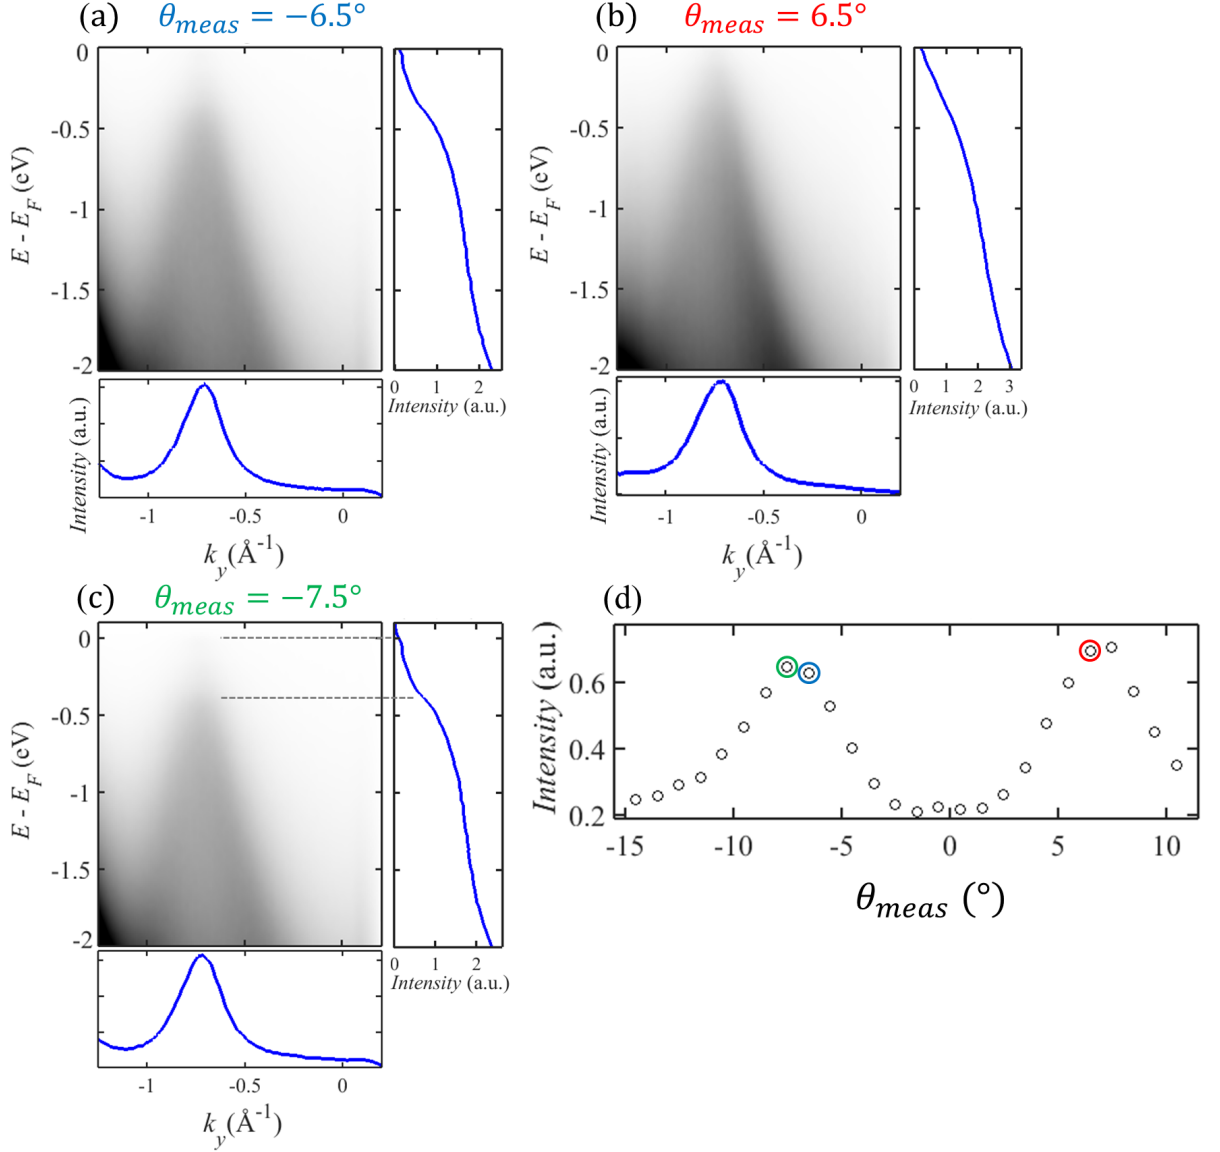 (a) θmeas = −6.5°
0
-0.5
-1
-1.5
-2
E - EF (eV)
0 1 2
Intensity (a.u.)
Intensity (a.u.)
-1 -0.5 0
ky(Å-1)
(b) θmeas = 6.5°
0
-0.5
-1
-1.5
-2
E - EF (eV)
0 1 2 3
Intensity (a.u.)
Intensity (a.u.)
-1 -0.5 0
ky(Å-1)
(c) θmeas = −7.5°
0
-0.5
-1
-1.5
-2
E - EF (eV)
0 1 2
Intensity (a.u.)
-1 -0.5 0
ky(Å-1)
(d)
Intensity (a.u.)
0.6
0.4
0.2
-15 -10 -5 0 5 10
θmeas (°)